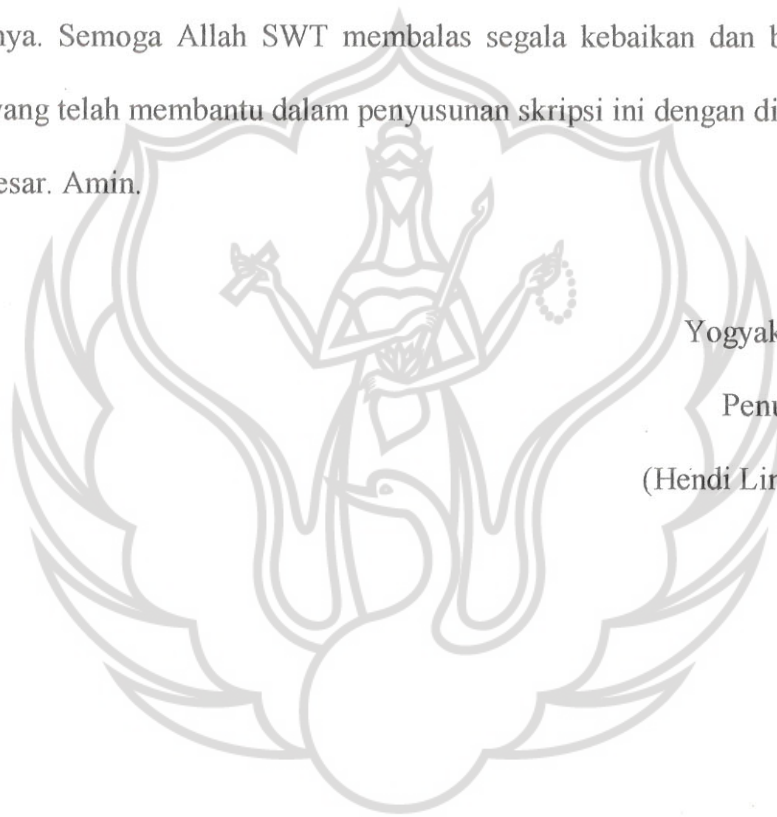 nya. Semoga Allah SWT membalas segala kebaikan dan b
yang telah membantu dalam penyusunan skripsi ini dengan di
esar. Amin.
Yogyak
Penu
(Hendi Lir